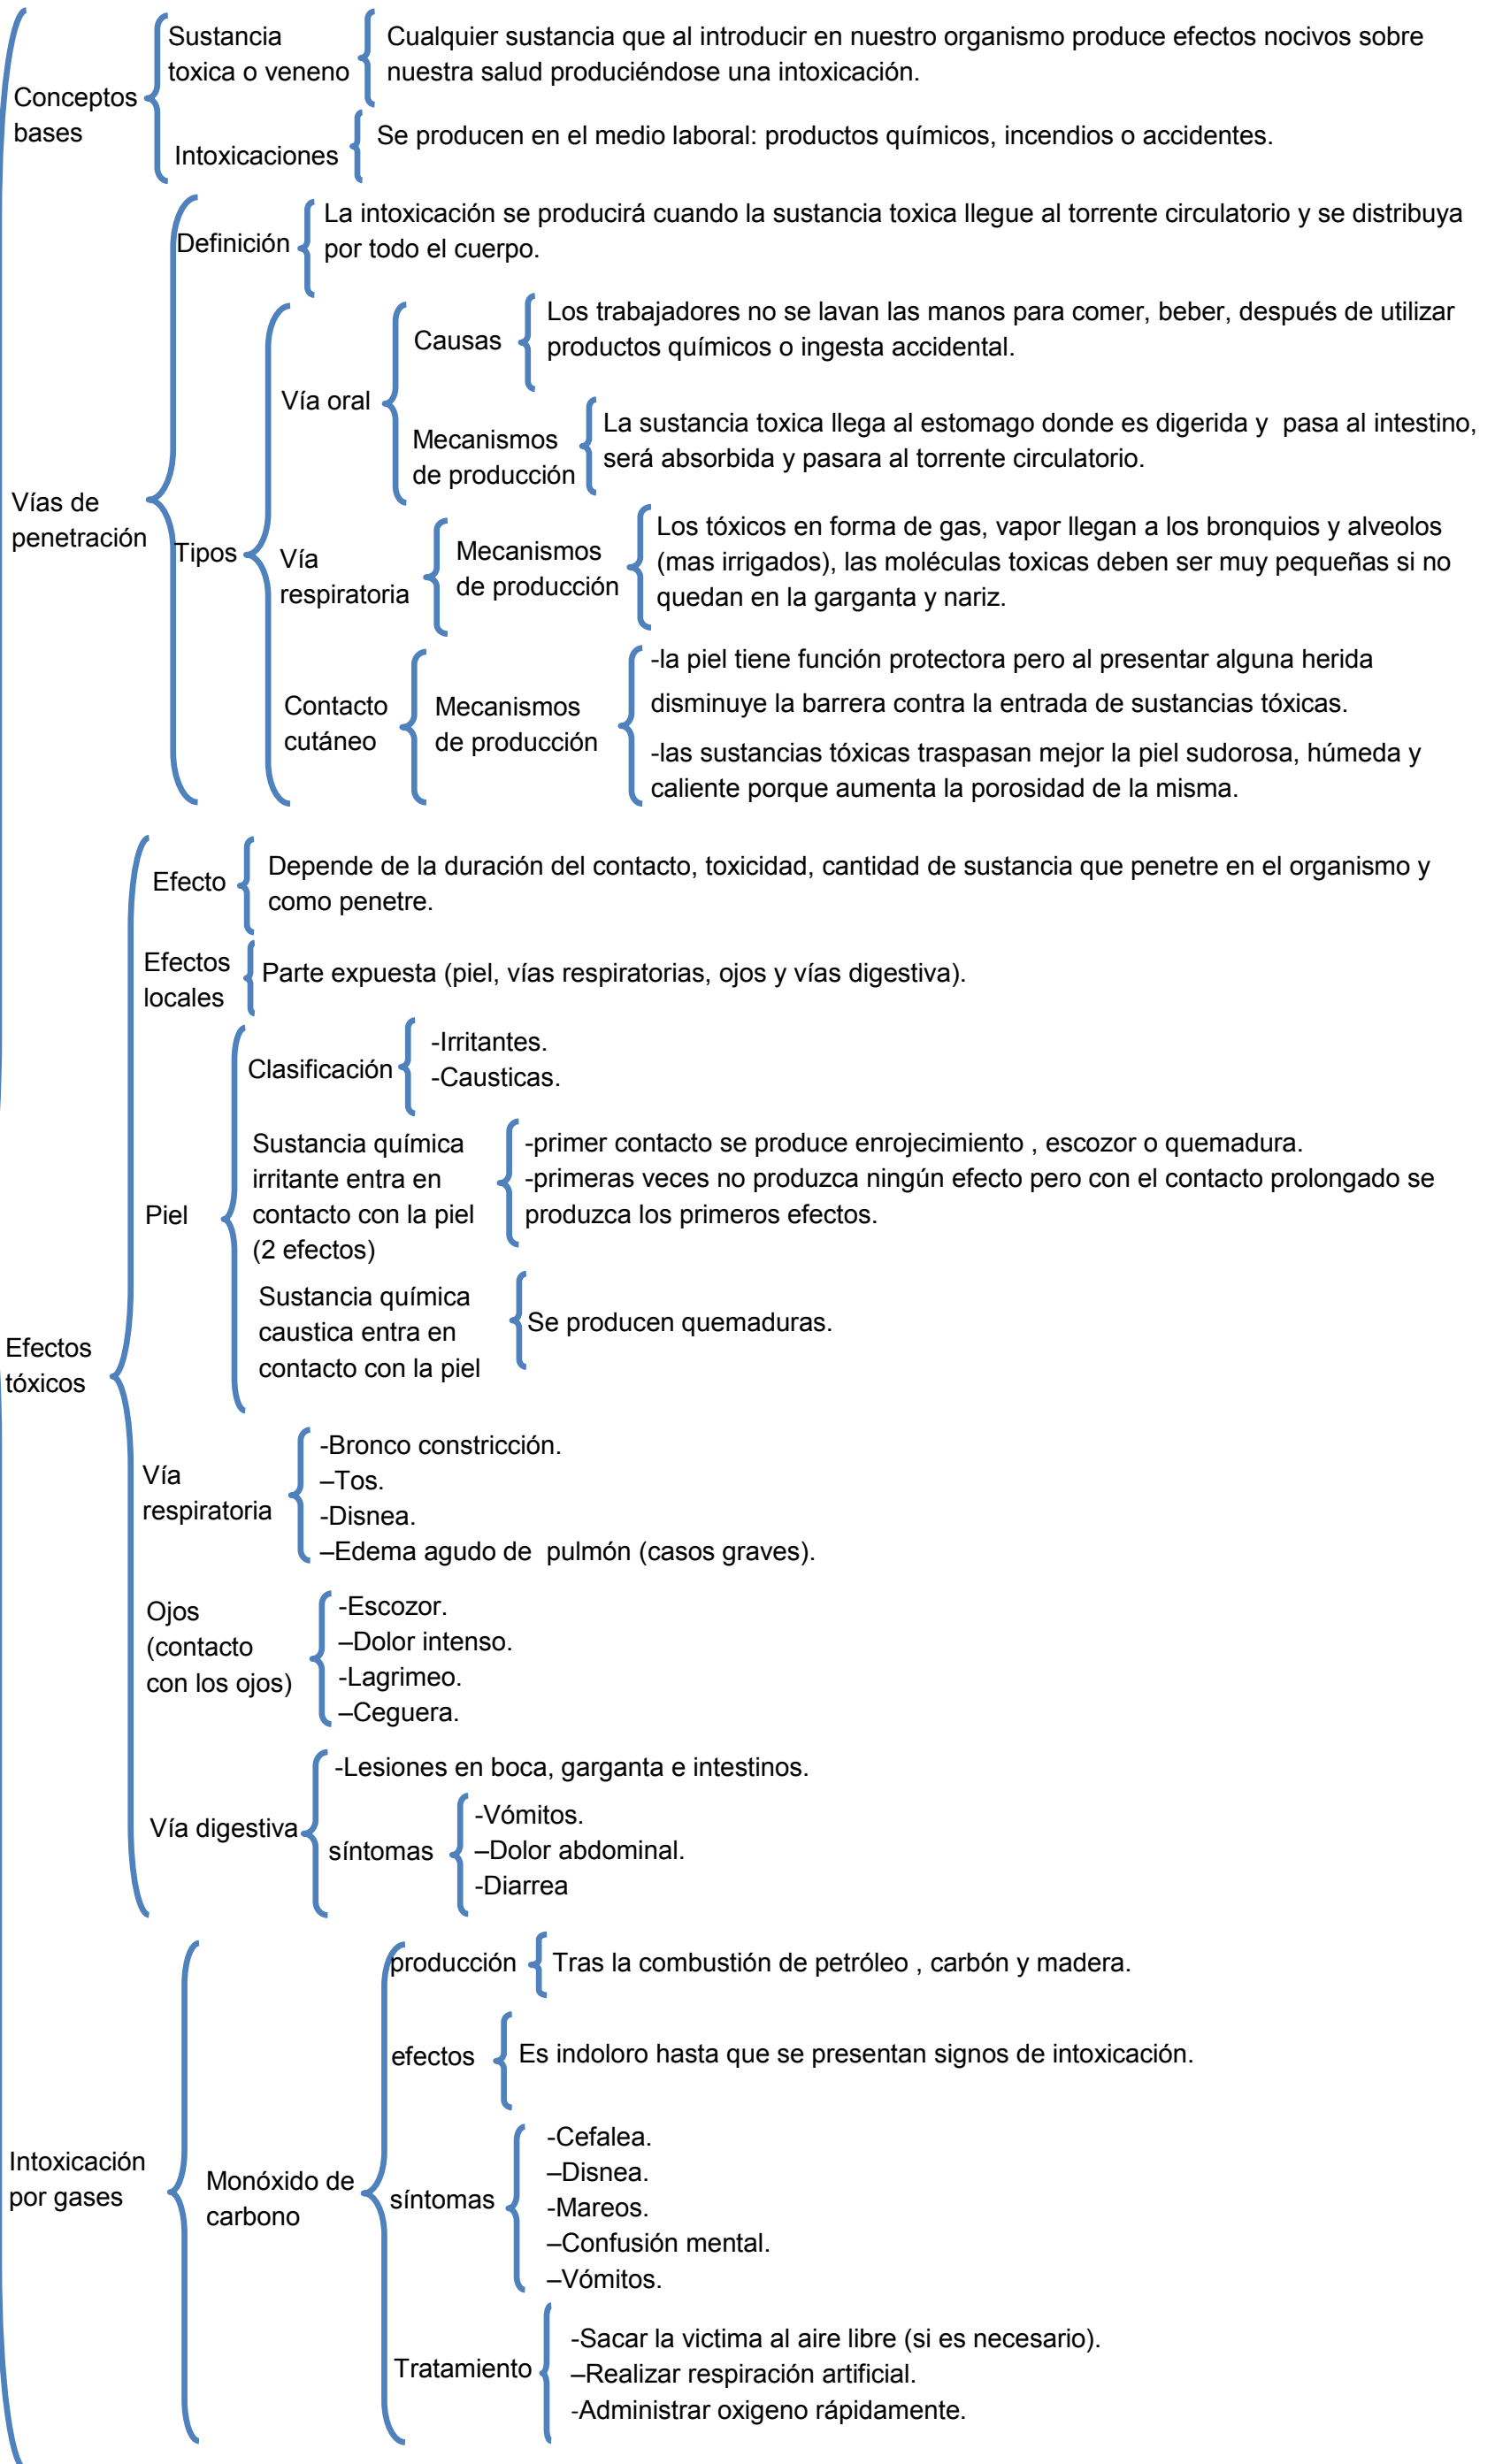 Conceptos
bases
Sustancia
toxica o veneno
Cualquier sustancia que al introducir en nuestro organismo produce efectos nocivos sobre
nuestra salud produciéndose una intoxicación.
Intoxicaciones
Se producen en el medio laboral: productos químicos, incendios o accidentes.
Vías de
penetración
Definición
La intoxicación se producirá cuando la sustancia toxica llegue al torrente circulatorio y se distribuya
por todo el cuerpo.
Tipos
Vía oral
Causas
Los trabajadores no se lavan las manos para comer, beber, después de utilizar
productos químicos o ingesta accidental.
Mecanismos
de producción
La sustancia toxica llega al estomago donde es digerida y  pasa al intestino,
será absorbida y pasara al torrente circulatorio.
Vía
respiratoria
Mecanismos
de producción
Los tóxicos en forma de gas, vapor llegan a los bronquios y alveolos
(mas irrigados), las moléculas toxicas deben ser muy pequeñas si no
quedan en la garganta y nariz.
Contacto
cutáneo
Mecanismos
de producción
-la piel tiene función protectora pero al presentar alguna herida
disminuye la barrera contra la entrada de sustancias tóxicas.
-las sustancias tóxicas traspasan mejor la piel sudorosa, húmeda y
caliente porque aumenta la porosidad de la misma.
Efectos
tóxicos
Efecto
Depende de la duración del contacto, toxicidad, cantidad de sustancia que penetre en el organismo y
como penetre.
Efectos
locales
Parte expuesta (piel, vías respiratorias, ojos y vías digestiva).
Piel
Clasificación
-Irritantes.
-Causticas.
Sustancia química
irritante entra en
contacto con la piel
(2 efectos)
-primer contacto se produce enrojecimiento , escozor o quemadura.
-primeras veces no produzca ningún efecto pero con el contacto prolongado se
produzca los primeros efectos.
Sustancia química
caustica entra en
contacto con la piel
Se producen quemaduras.
Vía
respiratoria
-Bronco constricción.
–Tos.
-Disnea.
–Edema agudo de  pulmón (casos graves).
Ojos
(contacto
con los ojos)
-Escozor.
–Dolor intenso.
-Lagrimeo.
–Ceguera.
Vía digestiva
-Lesiones en boca, garganta e intestinos.
síntomas
-Vómitos.
–Dolor abdominal.
-Diarrea
Intoxicación
por gases
Monóxido de
carbono
producción
Tras la combustión de petróleo , carbón y madera.
efectos
Es indoloro hasta que se presentan signos de intoxicación.
síntomas
-Cefalea.
–Disnea.
-Mareos.
–Confusión mental.
–Vómitos.
Tratamiento
-Sacar la victima al aire libre (si es necesario).
–Realizar respiración artificial.
-Administrar oxigeno rápidamente.